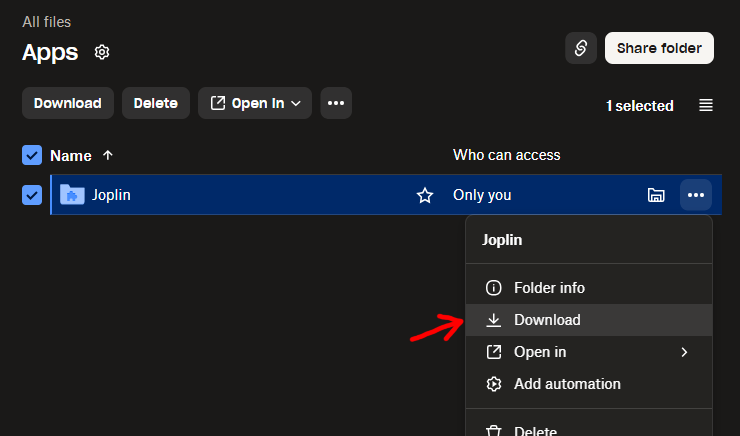 All files
Apps
Share folder
Download Delete Open in
1 selected
Name Who can access
Joplin Only you
Joplin
Folder info
Download
Open in
Add automation
Delete